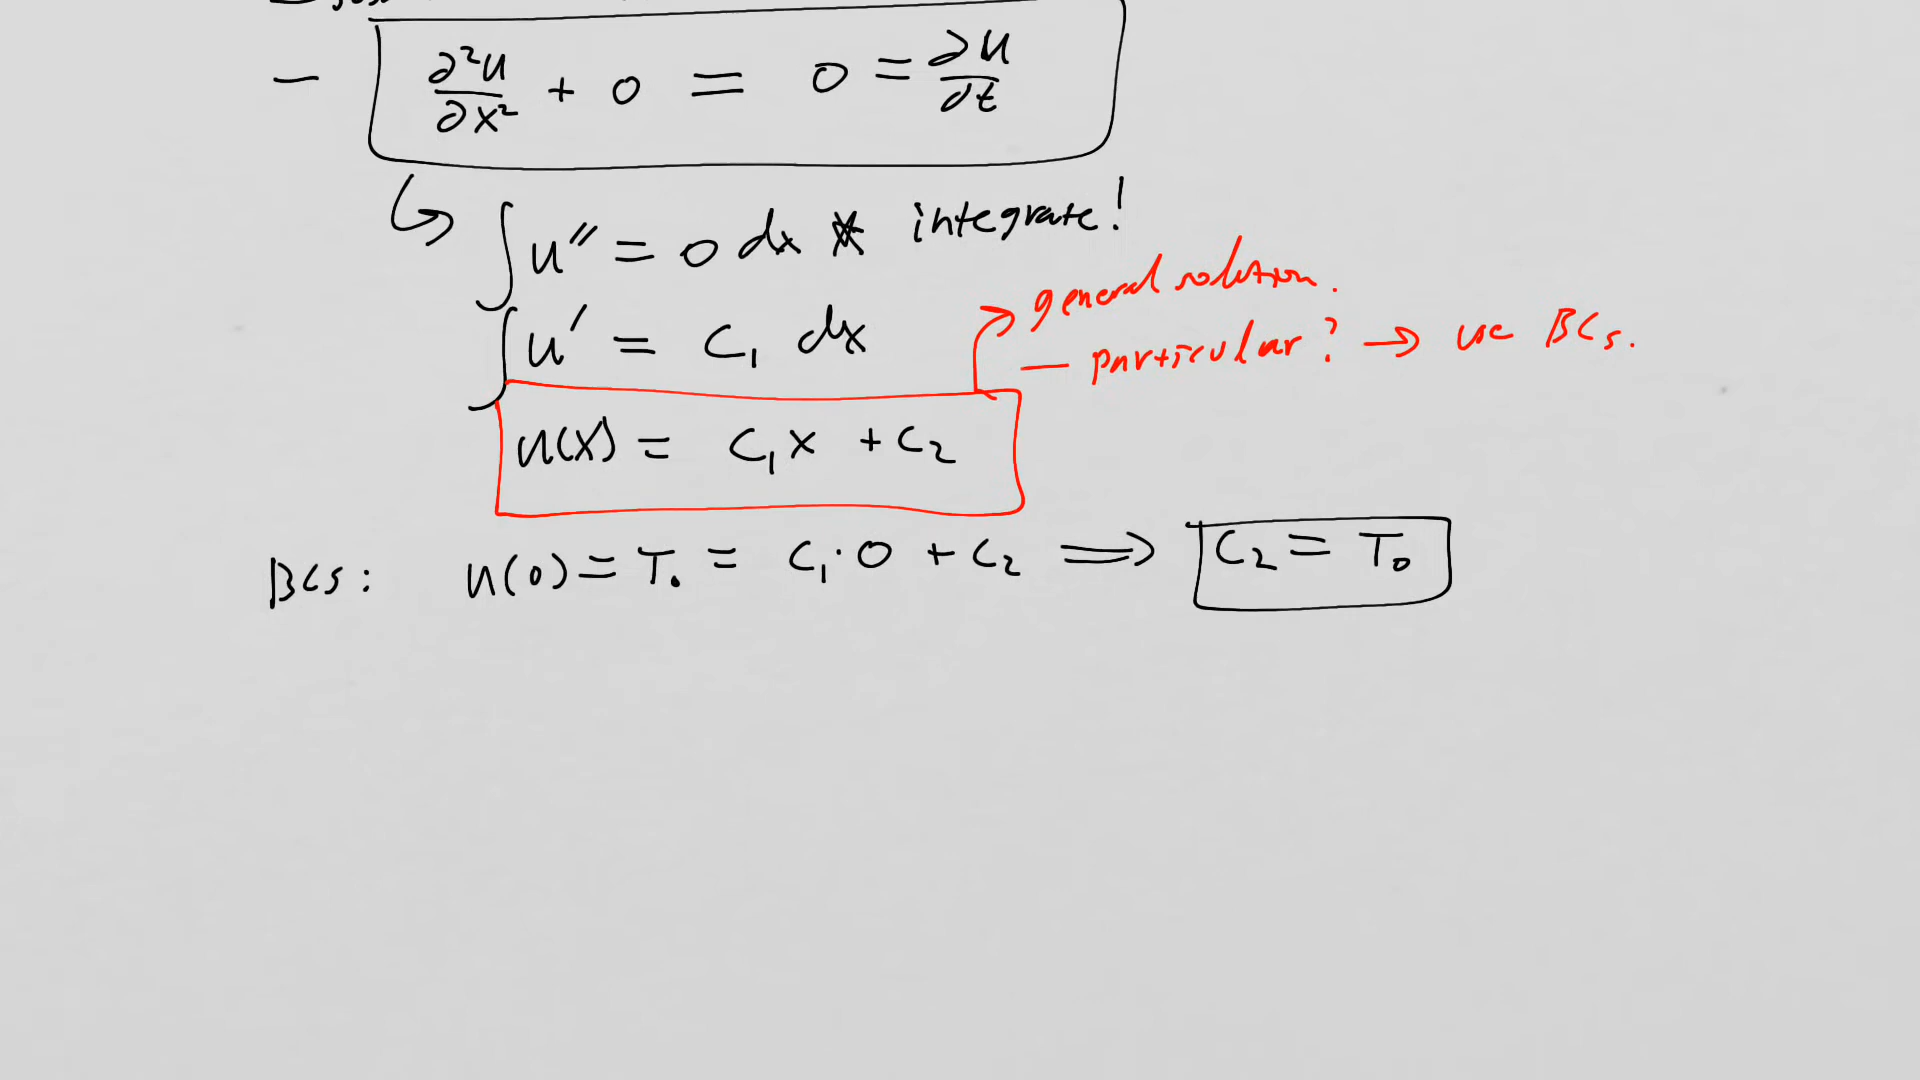 — ∂²u/∂x² + 0 = 0 = ∂u/∂t
↳ ∫ u'' = 0 dx * integrate!
∫ u' = C₁ dx
general solution.
— particular? → use BCs.
u(x) = C₁x + C₂
BCs: u(0) = T₀ = C₁·0 + C₂ ⟹ C₂ = T₀